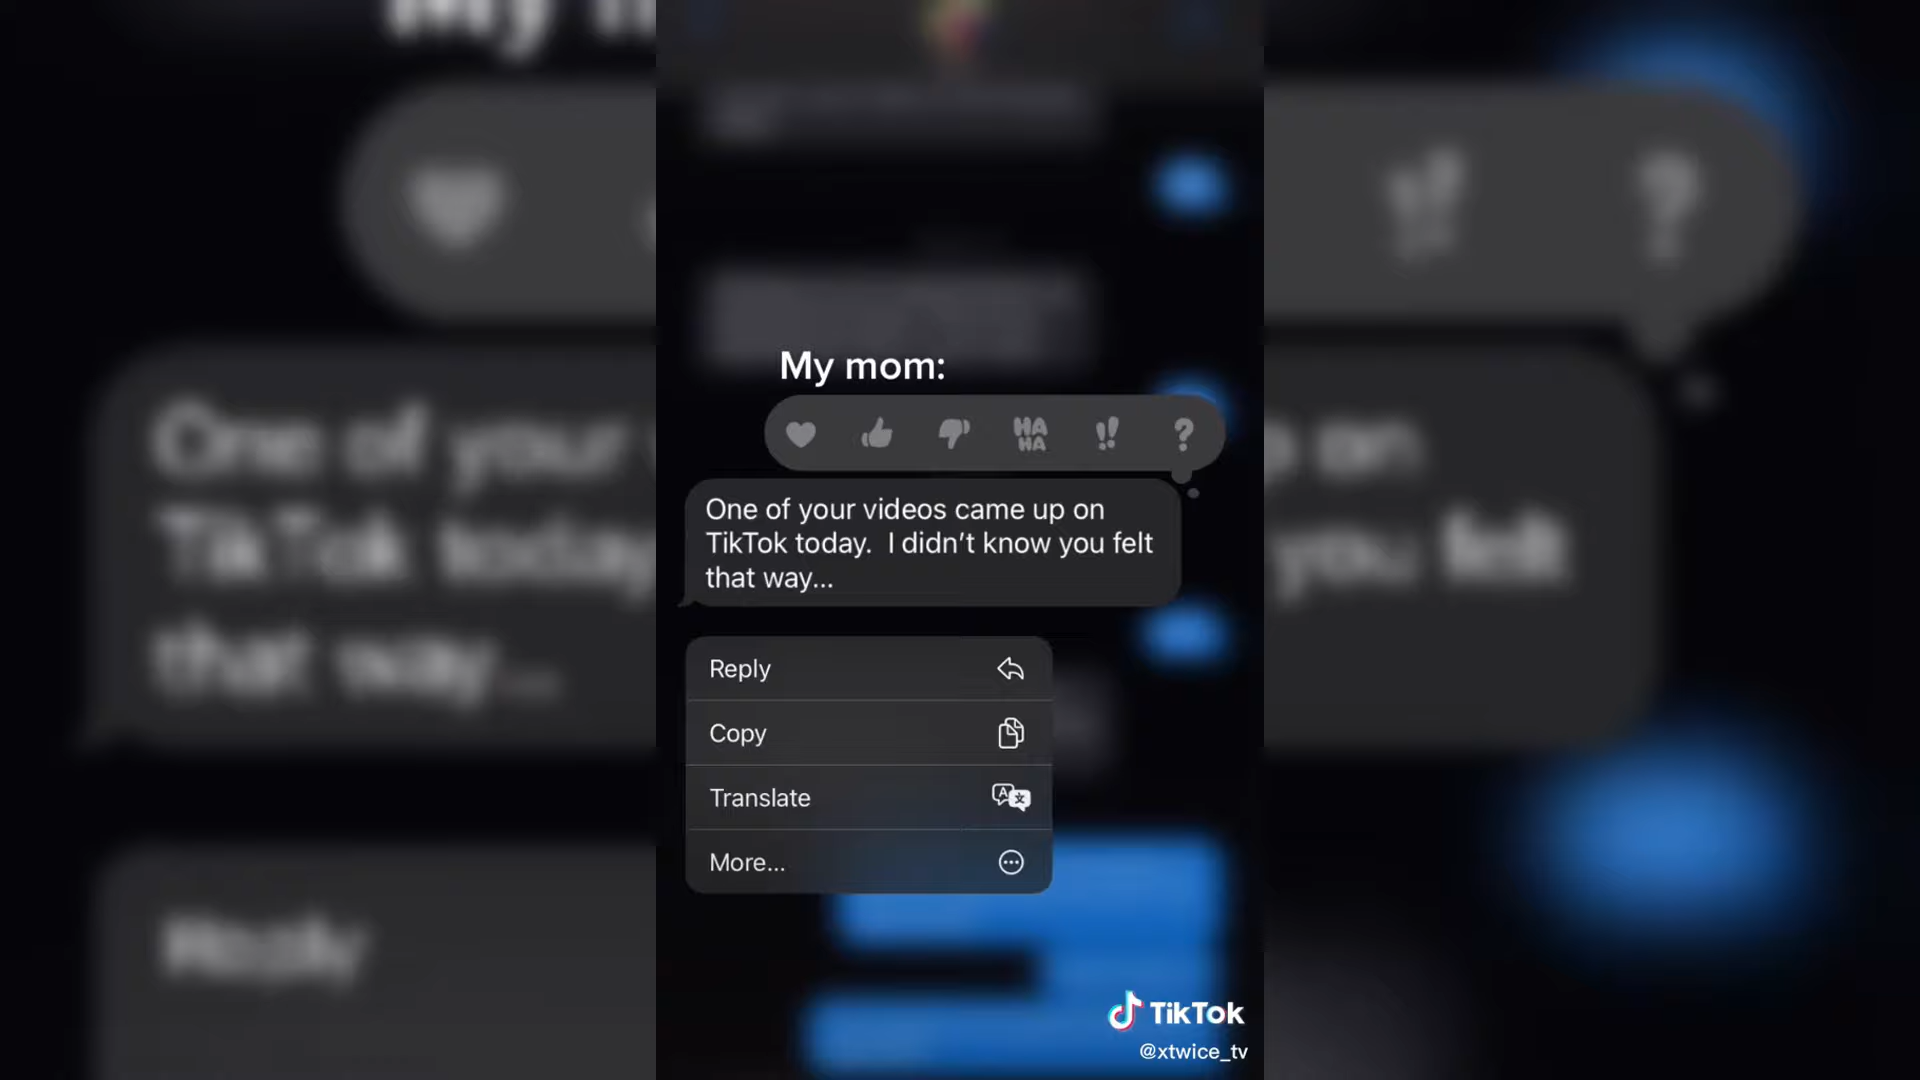 My mom:
HA
HA
One of your videos came up on
TikTok today.  I didn't know you felt
that way...
Reply
Copy
Translate
More...
TikTok
@xtwice_tv